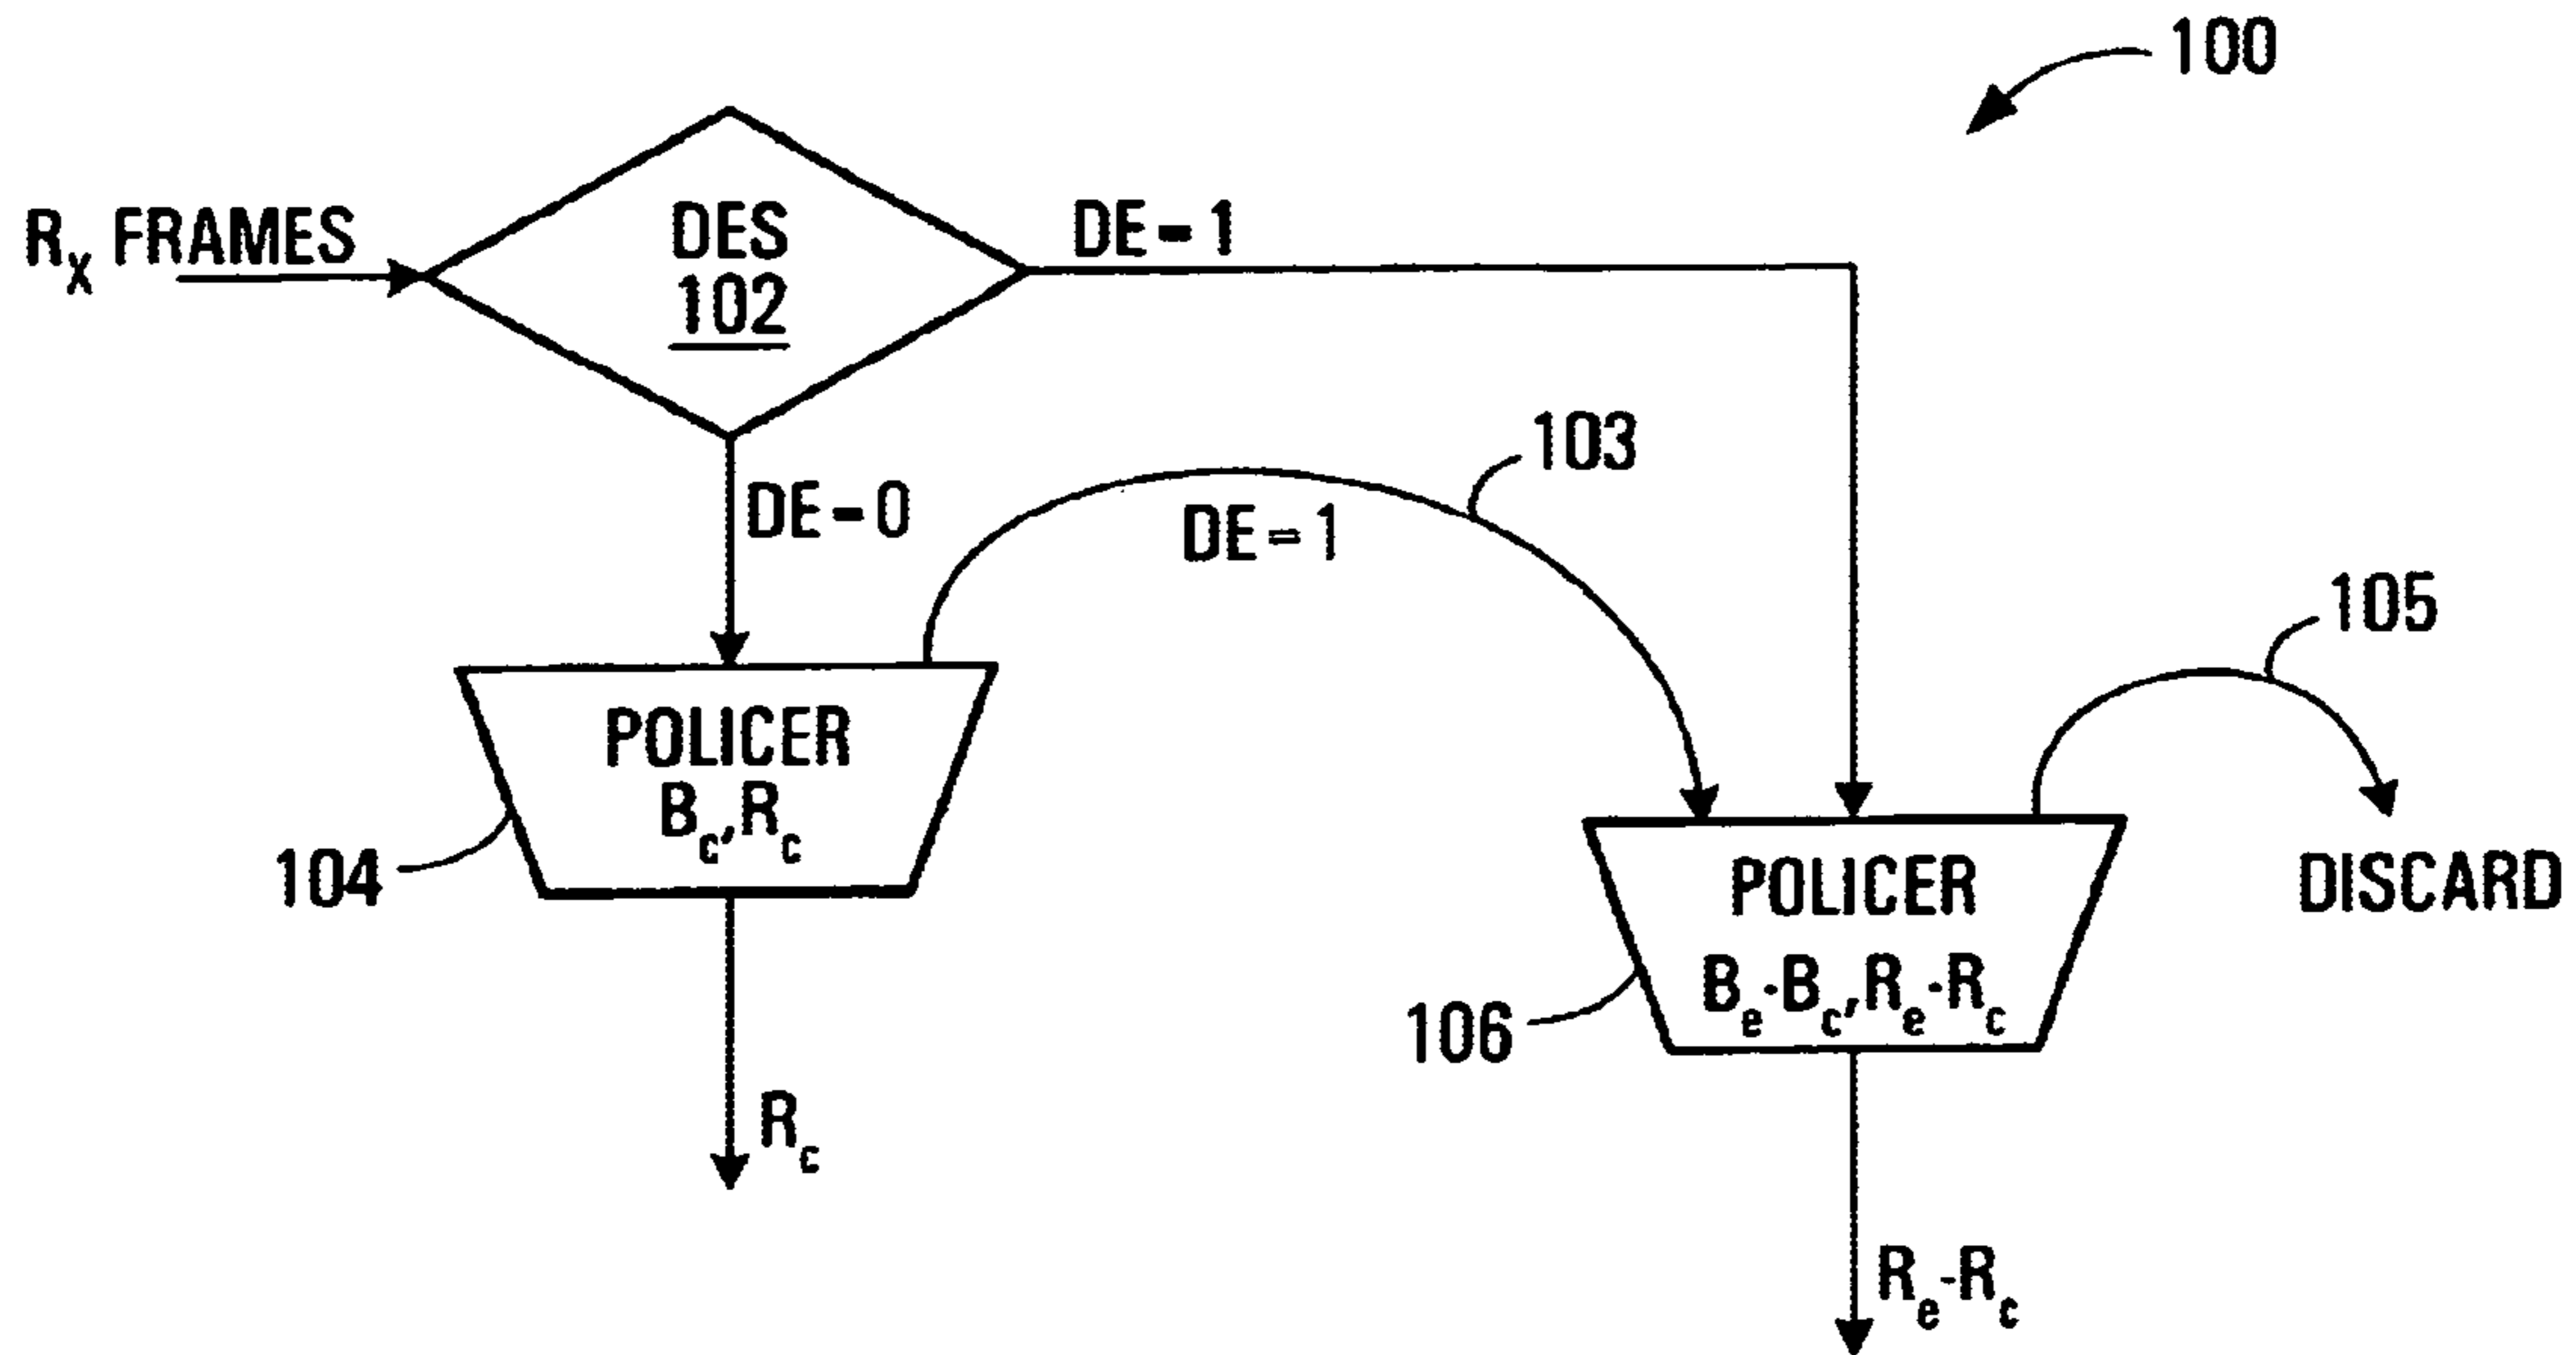 100
Rx FRAMES
DES
102
DE=1
DE=0
103
DE=1
105
POLICER
Bc,Rc
104
DISCARD
POLICER
Be-Bc,Re-Rc
106
Rc
Re-Rc